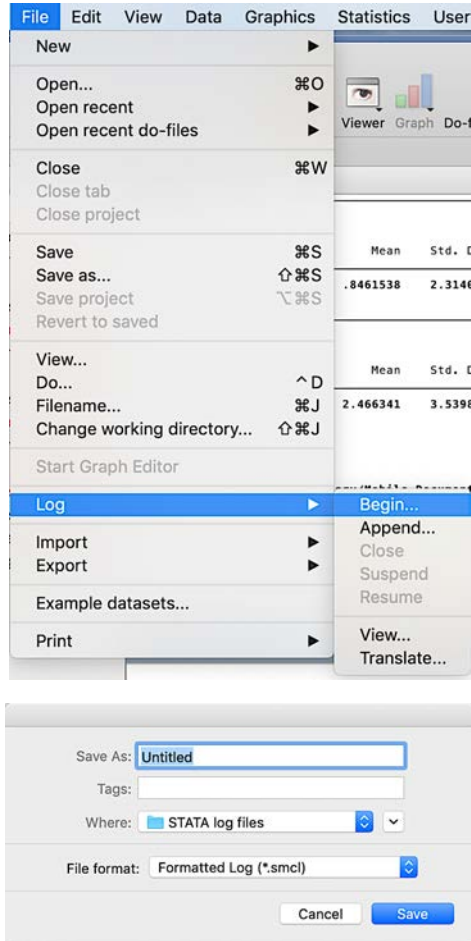 File Edit View Data Graphics Statistics User
New ▶
Open... ⌘O
Open recent ▶
Open recent do-files ▶
Close ⌘W
Close tab
Close project
Save ⌘S
Save as... ⇧⌘S
Save project ⌥⌘S
Revert to saved
View...
Do... ^D
Filename... ⌘J
Change working directory... ⇧⌘J
Start Graph Editor
Log ▶
Import ▶
Export ▶
Example datasets...
Print ▶
Viewer Graph Do-f
Mean Std. D
.8461538 2.3146
Mean Std. D
2.466341 3.5398
Begin...
Append...
Close
Suspend
Resume
View...
Translate...
Save As: Untitled
Tags:
Where: STATA log files
File format: Formatted Log (*.smcl)
Cancel Save